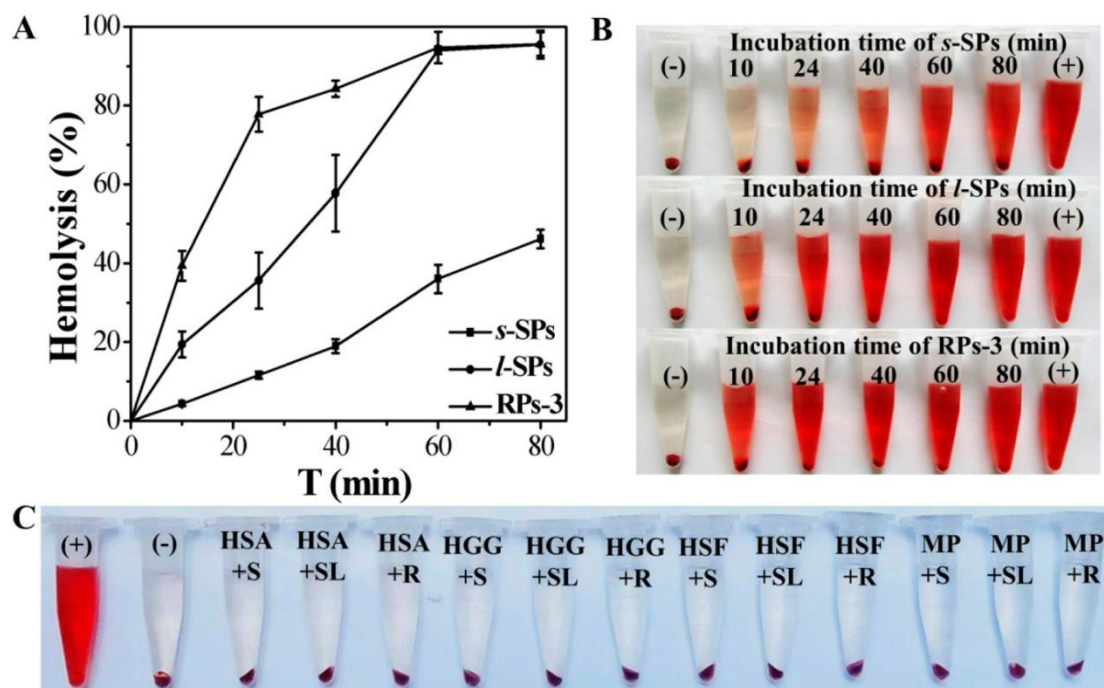 A
Hemolysis (%)
100
80
60
40
20
0
0 20 40 60 80
T (min)
s-SPs
l-SPs
RPs-3
B
Incubation time of s-SPs (min)
(-) 10 24 40 60 80 (+)
Incubation time of l-SPs (min)
(-) 10 24 40 60 80 (+)
Incubation time of RPs-3 (min)
(-) 10 24 40 60 80 (+)
C
(+) (-) HSA HSA HSA HGG HGG HGG HSF HSF HSF MP MP MP
+S +SL +R +S +SL +R +S +SL +R +S +SL +R